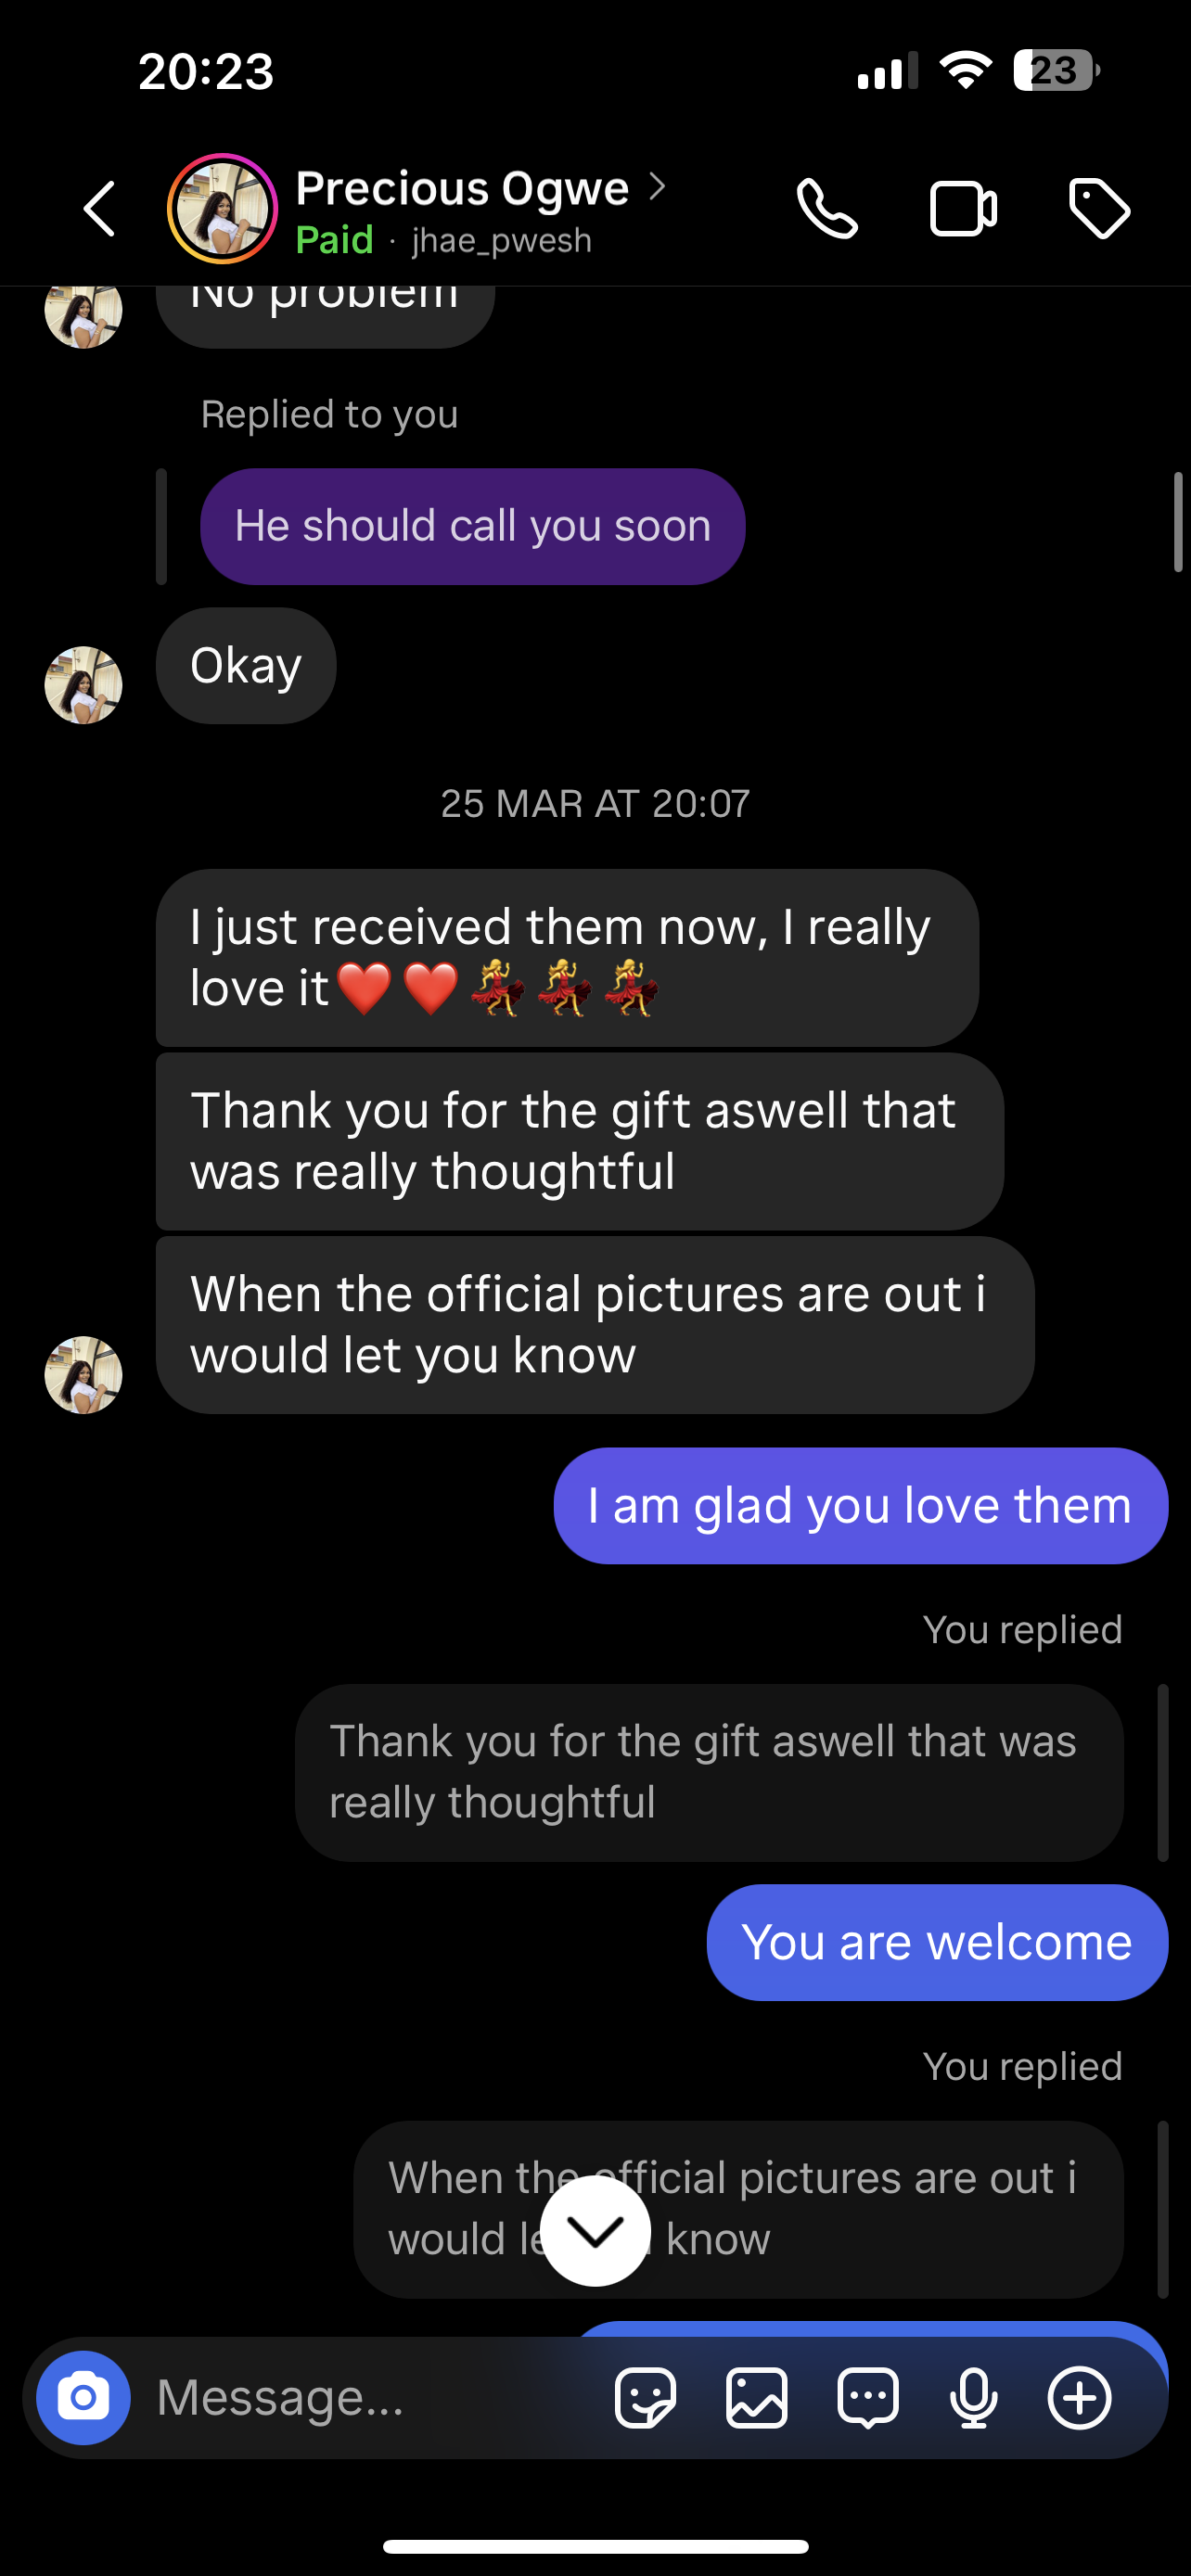 20:23
23
Precious Ogwe
Paid · jhae_pwesh
No problem
Replied to you
He should call you soon
Okay
25 MAR AT 20:07
I just received them now, I really
love it❤️❤️💃💃💃
Thank you for the gift aswell that
was really thoughtful
When the official pictures are out i
would let you know
I am glad you love them
You replied
Thank you for the gift aswell that was
really thoughtful
You are welcome
You replied
When the official pictures are out i
would know
Message...